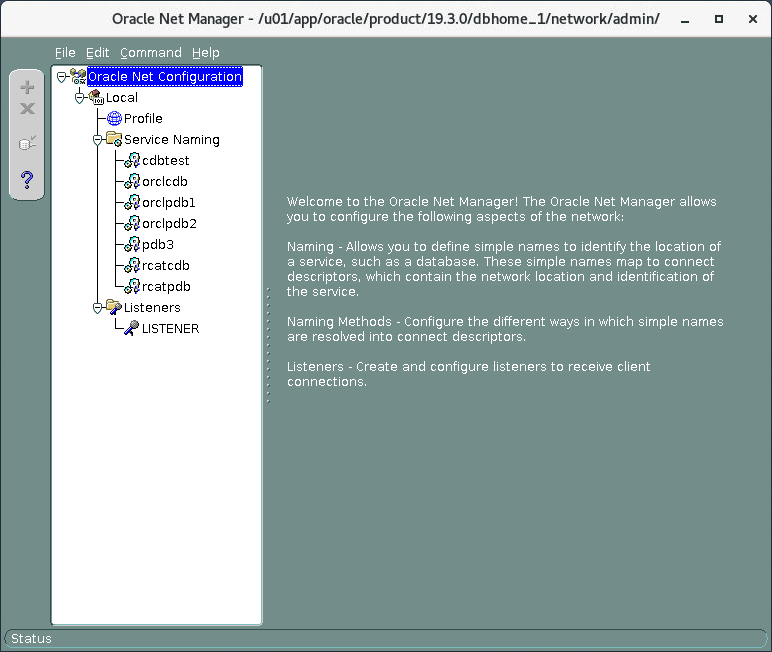 Oracle Net Manager - /u01/app/oracle/product/19.3.0/dbhome_1/network/admin/
File Edit Command Help
Oracle Net Configuration
Local
Profile
Service Naming
cdbtest
orclcdb
orclpdb1
orclpdb2
pdb3
rcatcdb
rcatpdb
Listeners
LISTENER
Welcome to the Oracle Net Manager! The Oracle Net Manager allows
you to configure the following aspects of the network:
Naming - Allows you to define simple names to identify the location of
a service, such as a database. These simple names map to connect
descriptors, which contain the network location and identification of
the service.
Naming Methods - Configure the different ways in which simple names
are resolved into connect descriptors.
Listeners - Create and configure listeners to receive client
connections.
Status